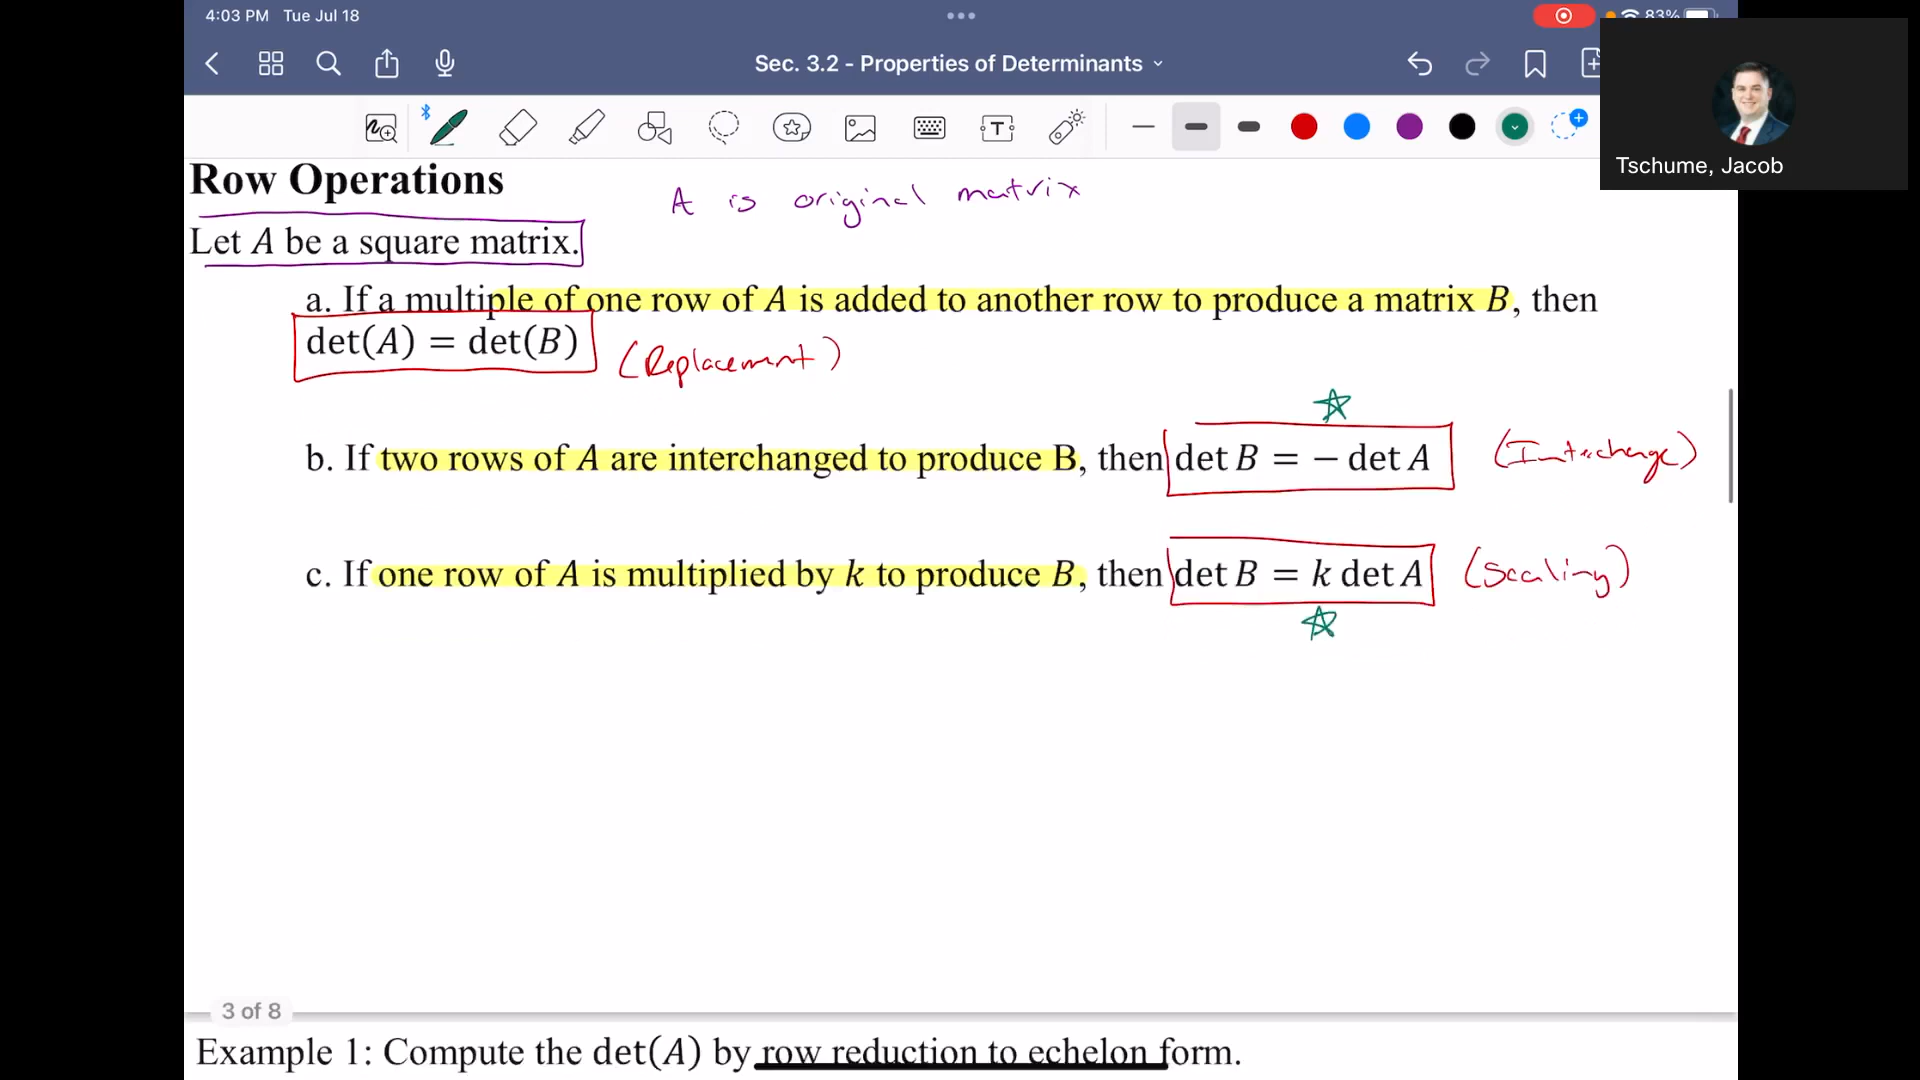 4:03 PM Tue Jul 18
83%
Sec. 3.2 - Properties of Determinants
Tschume, Jacob
Row Operations
A is original matrix
Let A be a square matrix.
a. If a multiple of one row of A is added to another row to produce a matrix B, then
det(A) = det(B) (Replacement)
b. If two rows of A are interchanged to produce B, then det B = − det A (Interchange)
c. If one row of A is multiplied by k to produce B, then det B = k det A (Scaling)
3 of 8
Example 1: Compute the det(A) by row reduction to echelon form.